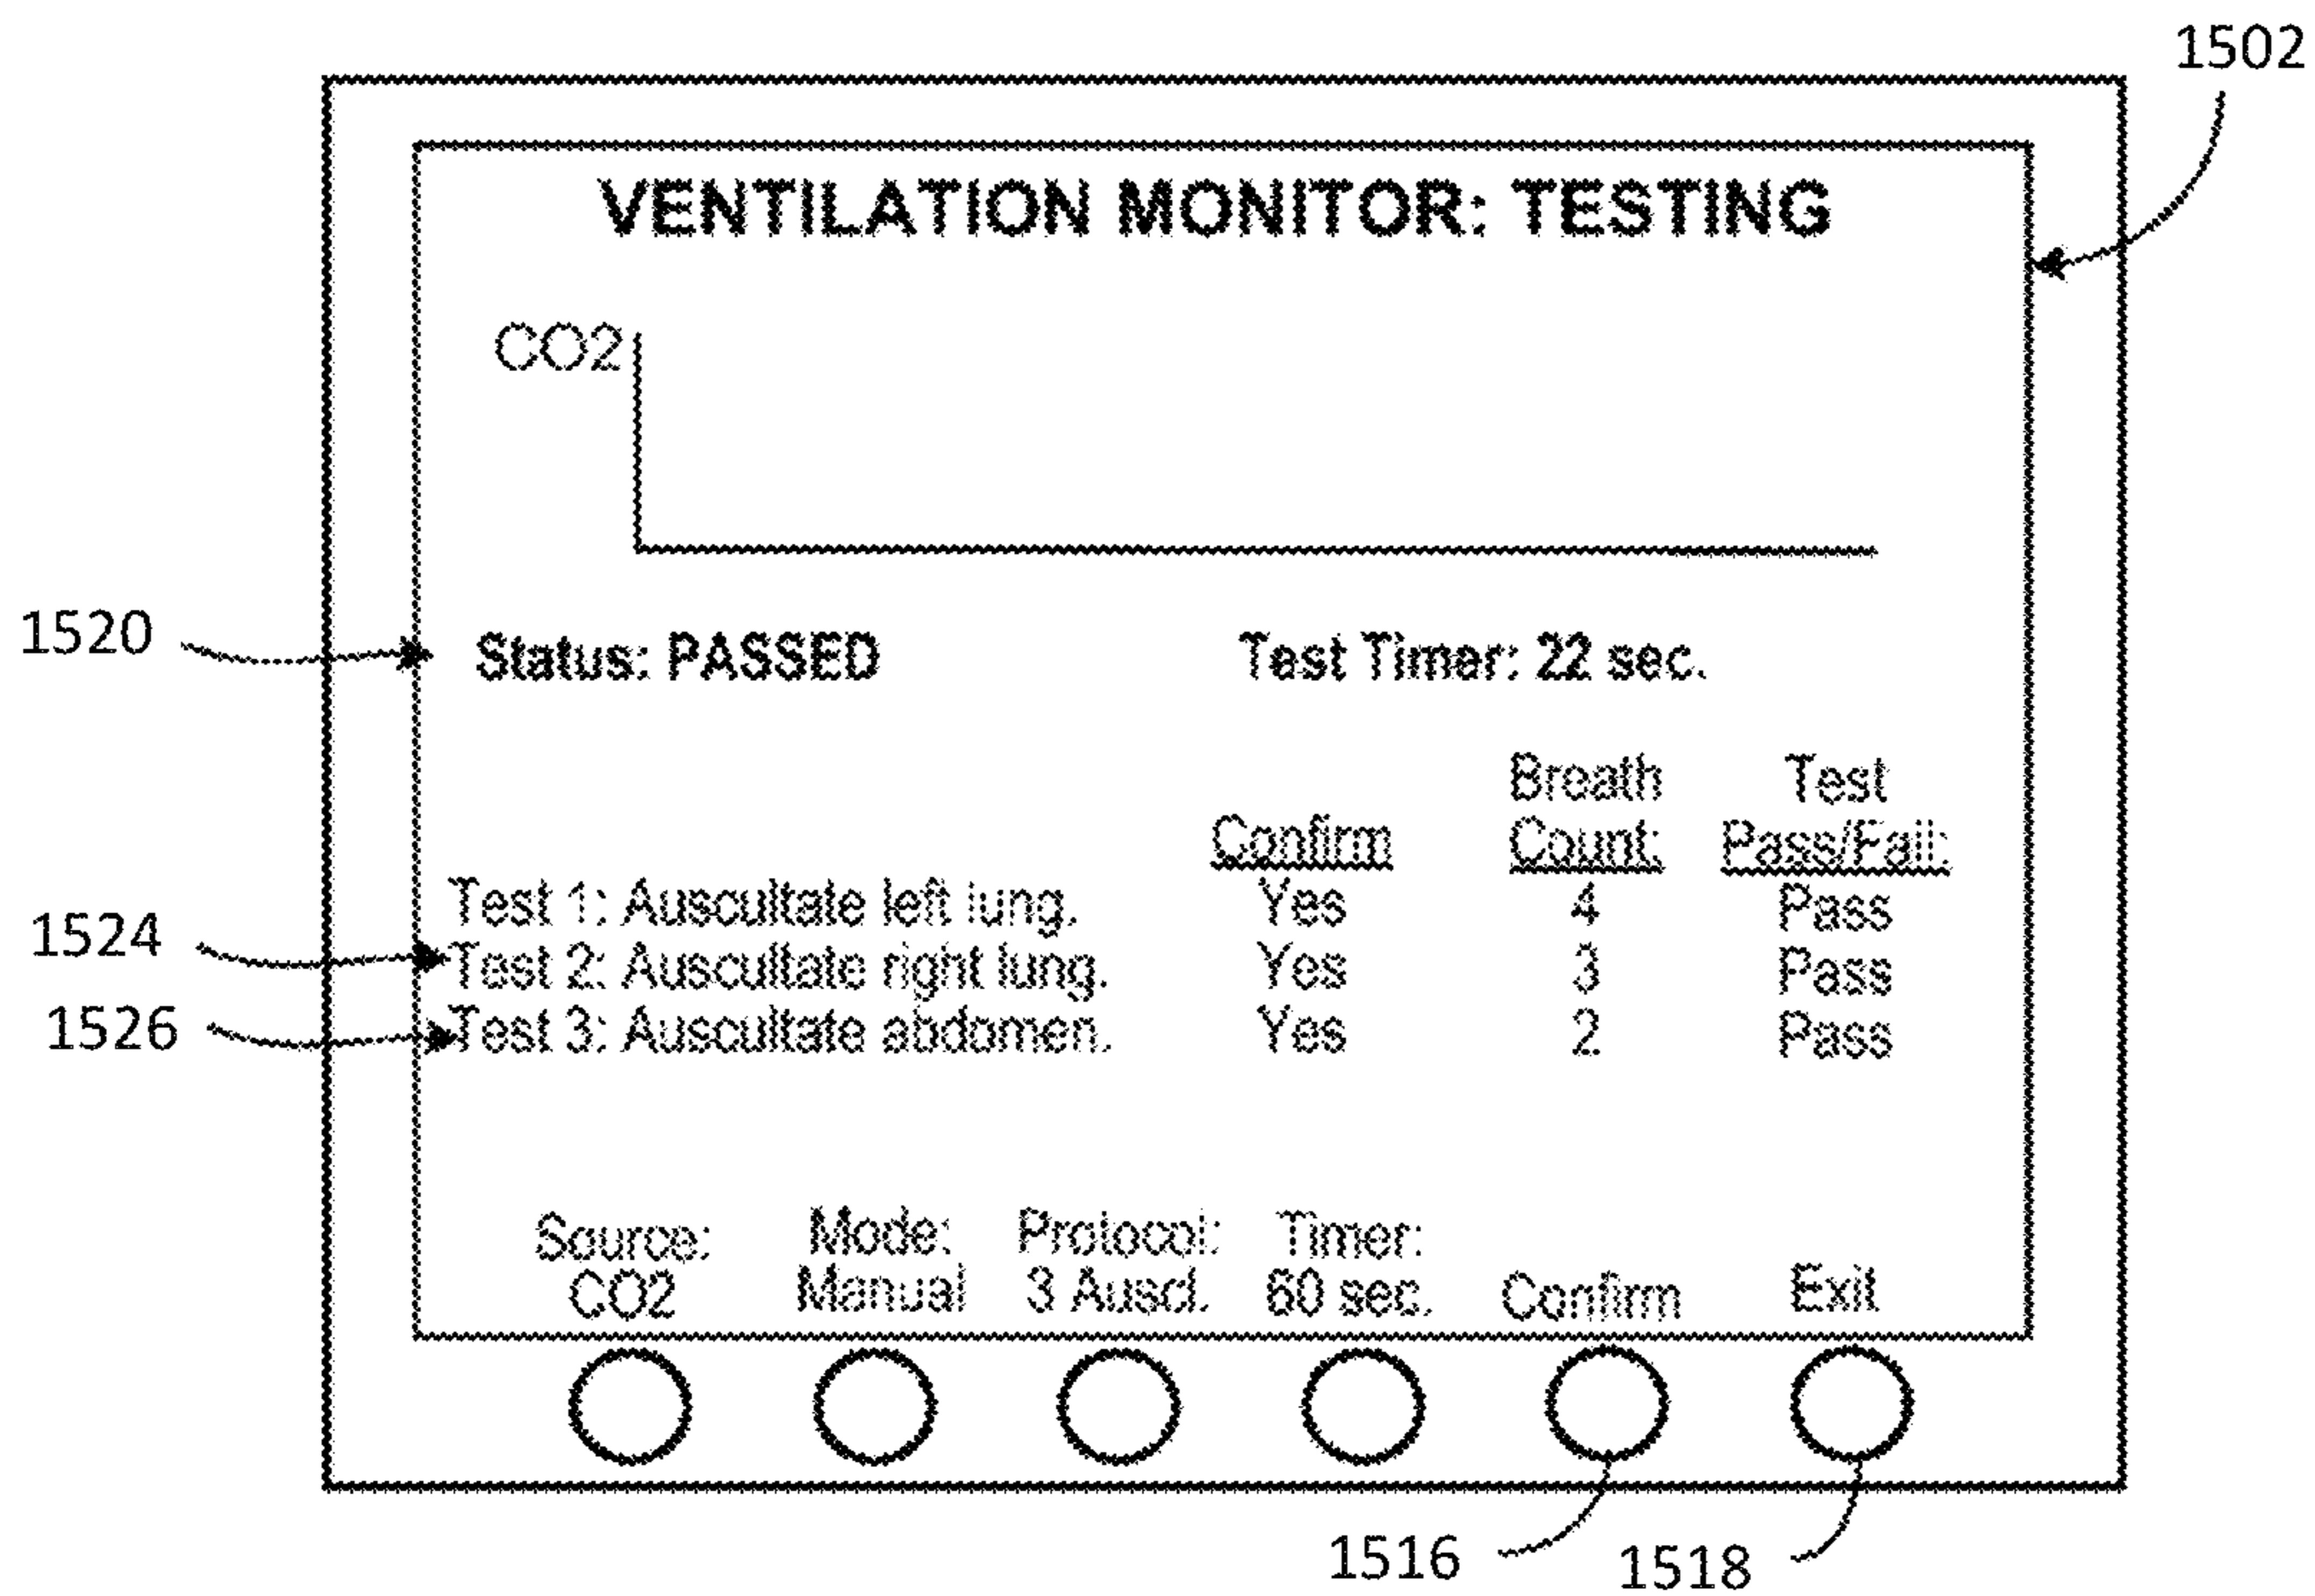 1502
VENTILATION MONITOR: TESTING
CO2
1520
Status: PASSED Test Timer: 22 sec.
Breath Test
Confirm Count: Pass/Fail:
Test 1: Auscultate left lung. Yes 4 Pass
1524
Test 2: Auscultate right lung. Yes 3 Pass
1526
Test 3: Auscultate abdomen. Yes 2 Pass
Source: Mode: Protocol: Timer:
CO2 Manual 3 Auscl. 60 sec. Confirm Exit
1516 1518